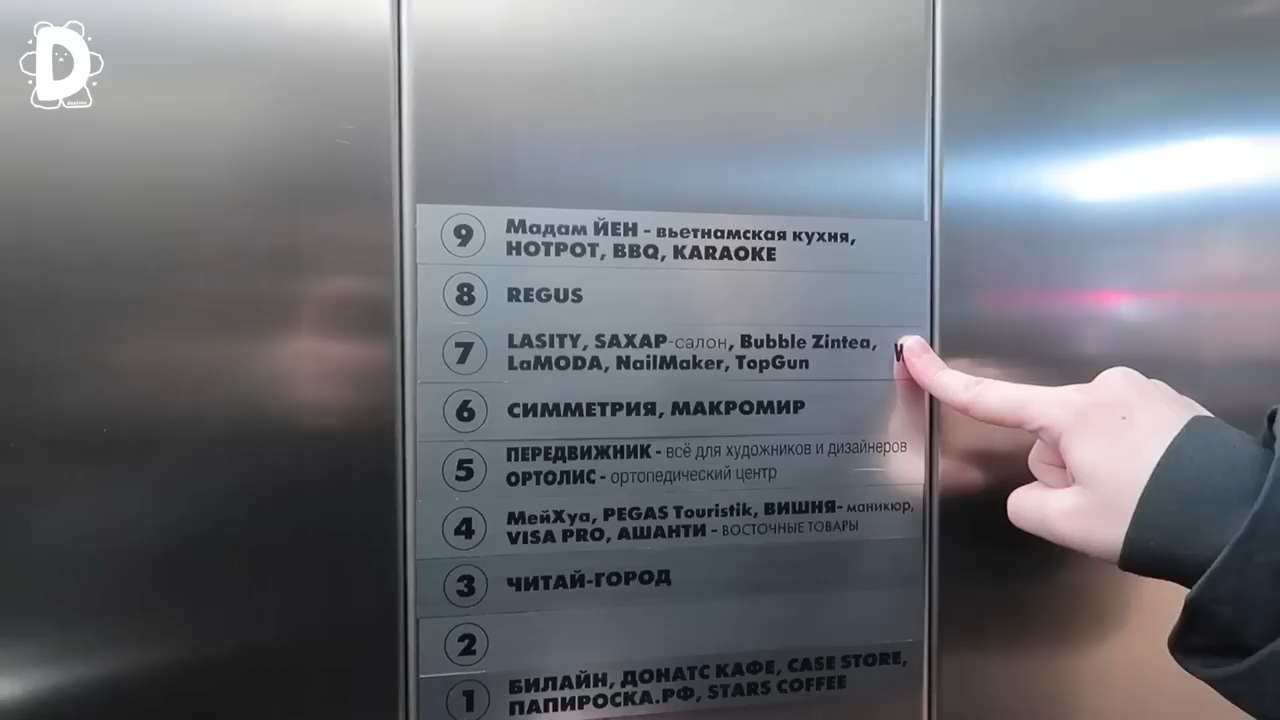 D
9 Мадам ЙЕН - вьетнамская кухня,
HOTPOT, BBQ, KARAOKE
8 REGUS
7 LASITY, SAXAP-салон, Bubble Zintea,
LaMODA, NailMaker, TopGun
6 СИММЕТРИЯ, МАКРОМИР
5 ПЕРЕДВИЖНИК - всё для художников и дизайнеров
ОРТОЛИС - ортопедический центр
4 МейХуа, PEGAS Touristik, ВИШНЯ- маникюр,
VISA PRO, АШАНТИ - ВОСТОЧНЫЕ ТОВАРЫ
3 ЧИТАЙ-ГОРОД
2
1 БИЛАЙН, ДОНАТС КАФЕ, CASE STORE,
ПАПИРОСКА.РФ, STARS COFFEE